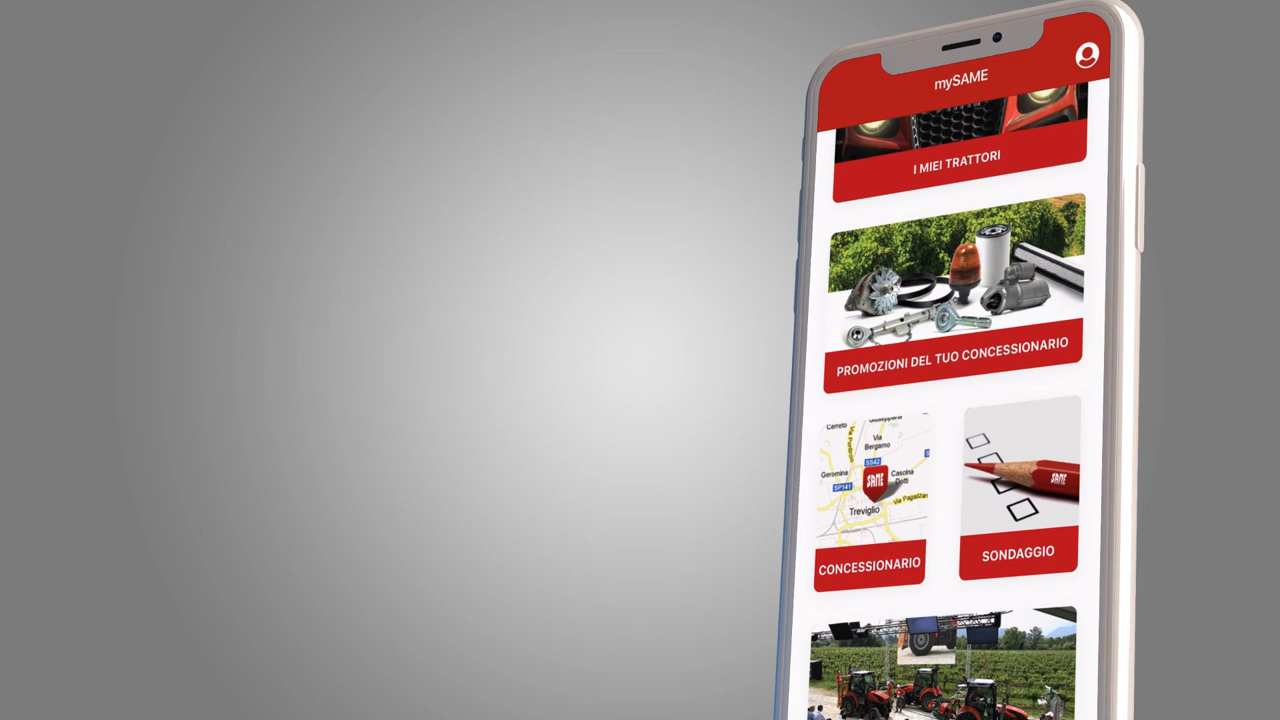 mySAME
I MIEI TRATTORI
PROMOZIONI DEL TUO CONCESSIONARIO
Cerreto
Via
Bergamo
SS42
Geromina
Cascina
SP141
SAME
Treviglio
CONCESSIONARIO
SAME
SONDAGGIO